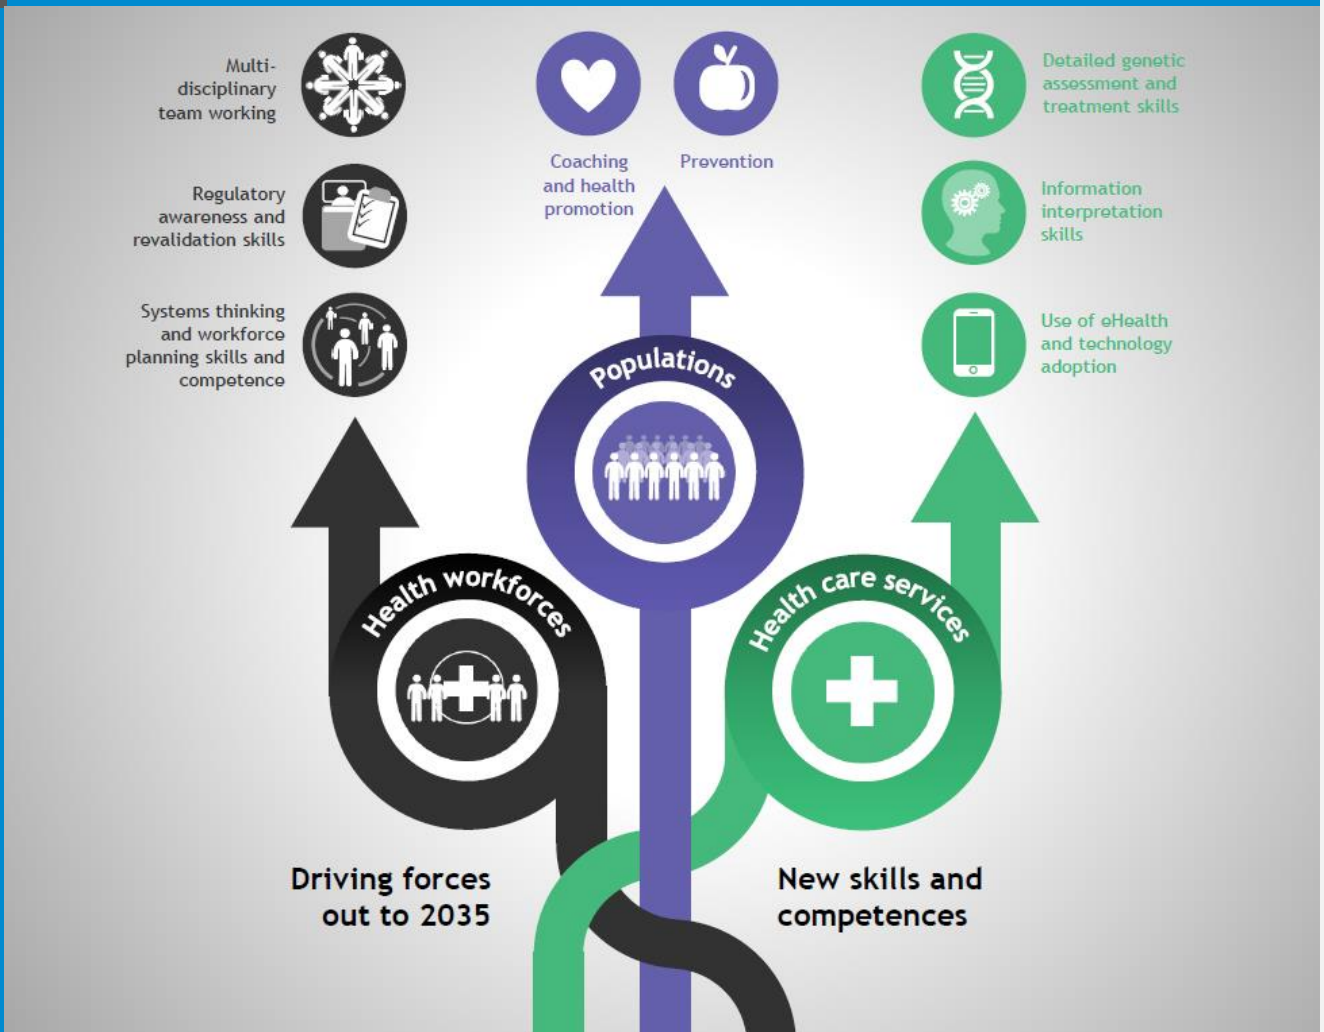 Multi-
disciplinary
team working
Regulatory
awareness and
revalidation skills
Systems thinking
and workforce
planning skills and
competence
Coaching
and health
promotion
Prevention
Detailed genetic
assessment and
treatment skills
Information
interpretation
skills
Use of eHealth
and technology
adoption
Populations
Health workforces
Health care services
Driving forces
out to 2035
New skills and
competences